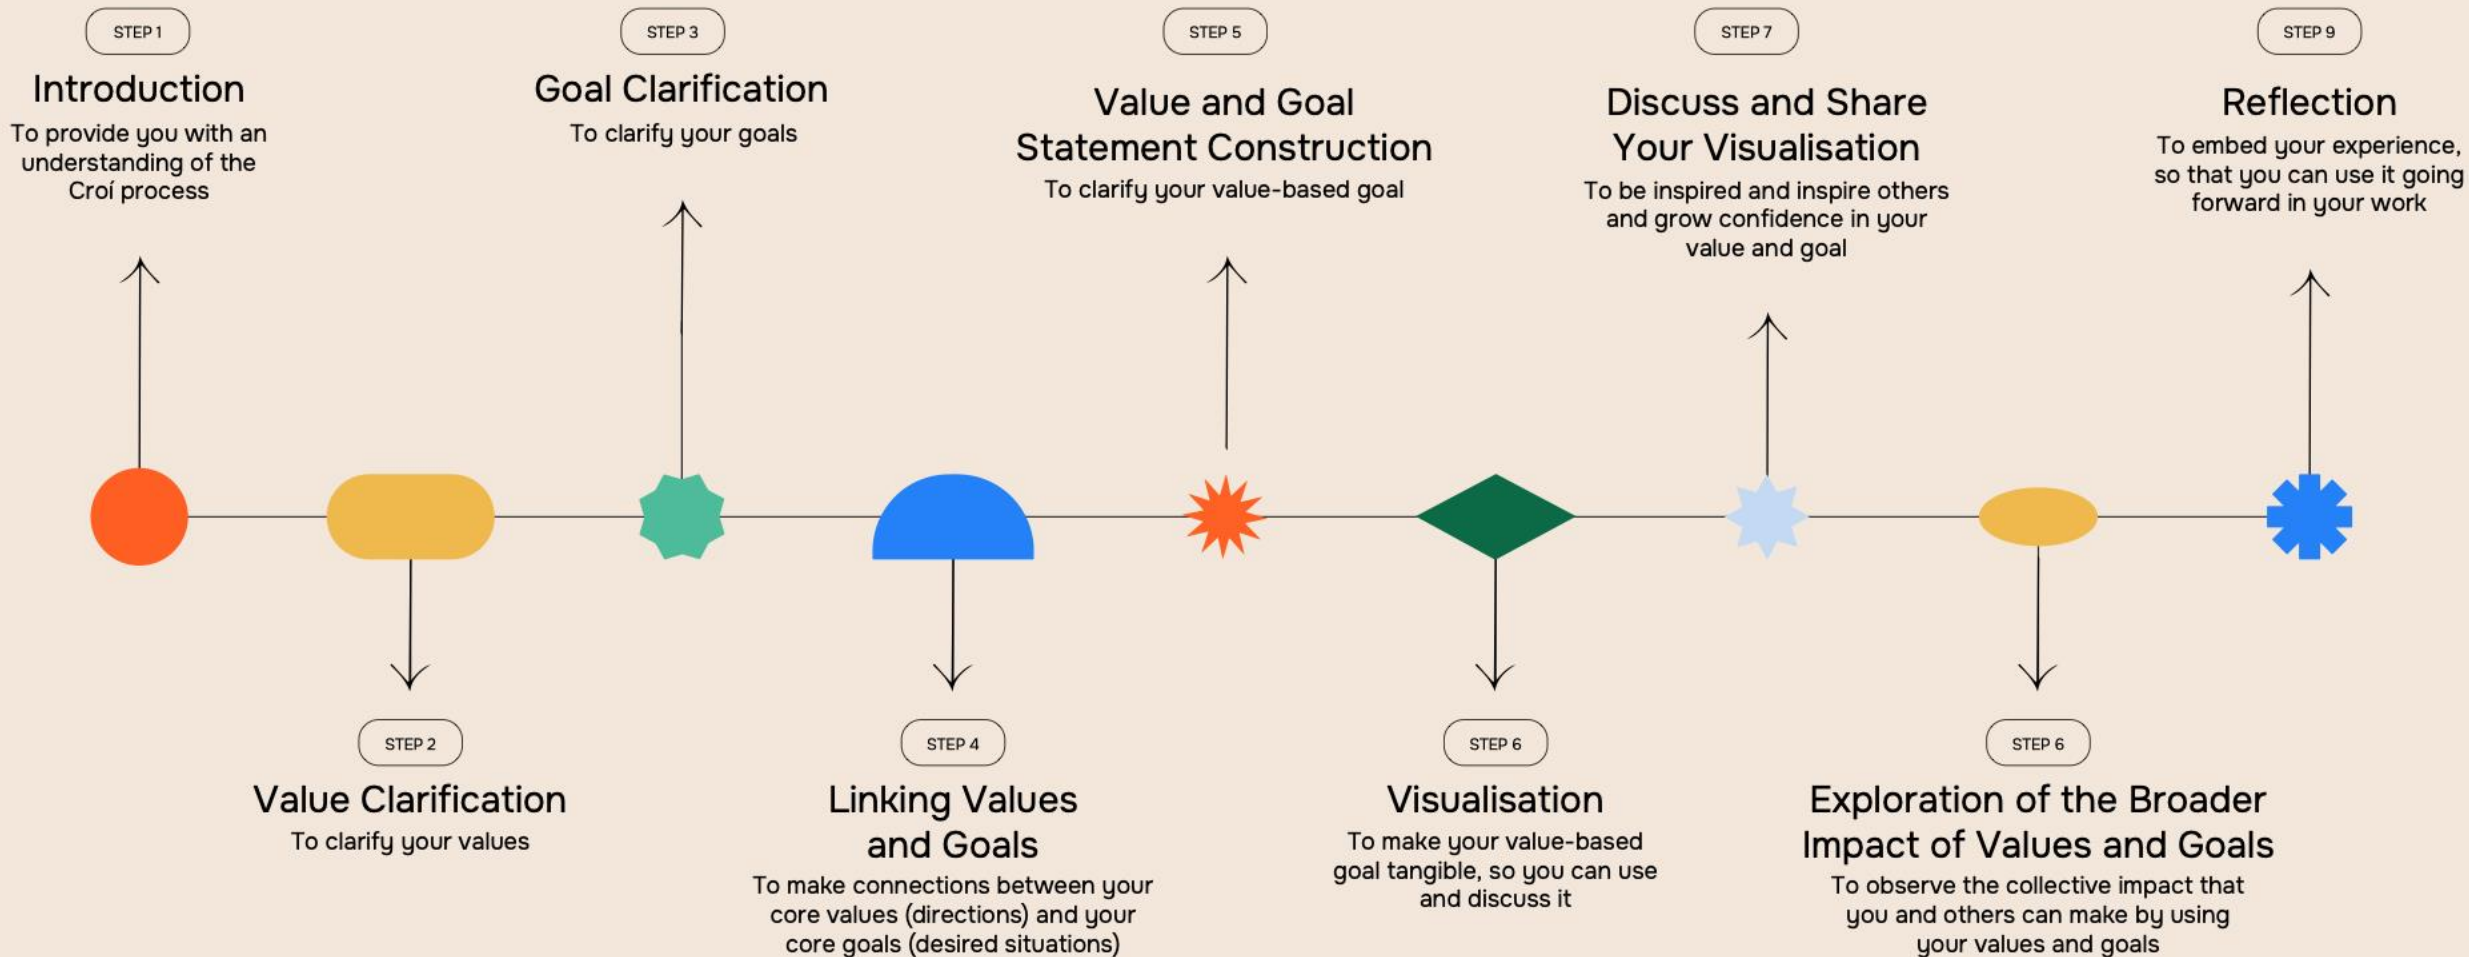 STEP 1
Introduction
To provide you with an
understanding of the
Croí process
STEP 2
Value Clarification
To clarify your values
STEP 3
Goal Clarification
To clarify your goals
STEP 4
Linking Values
and Goals
To make connections between your
core values (directions) and your
core goals (desired situations)
STEP 5
Value and Goal
Statement Construction
To clarify your value-based goal
STEP 6
Visualisation
To make your value-based
goal tangible, so you can use
and discuss it
STEP 7
Discuss and Share
Your Visualisation
To be inspired and inspire others
and grow confidence in your
value and goal
STEP 6
Exploration of the Broader
Impact of Values and Goals
To observe the collective impact that
you and others can make by using
your values and goals
STEP 9
Reflection
To embed your experience,
so that you can use it going
forward in your work